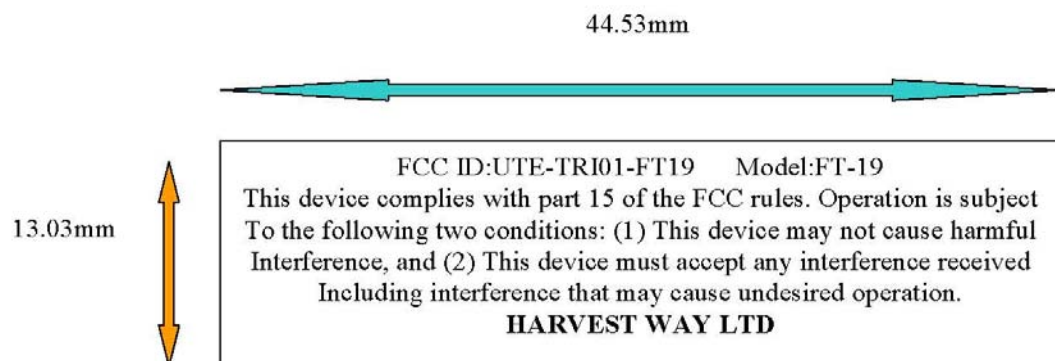 44.53mm
13.03mm
FCC ID:UTE-TRI01-FT19 Model:FT-19
This device complies with part 15 of the FCC rules. Operation is subject
To the following two conditions: (1) This device may not cause harmful
Interference, and (2) This device must accept any interference received
Including interference that may cause undesired operation.
HARVEST WAY LTD